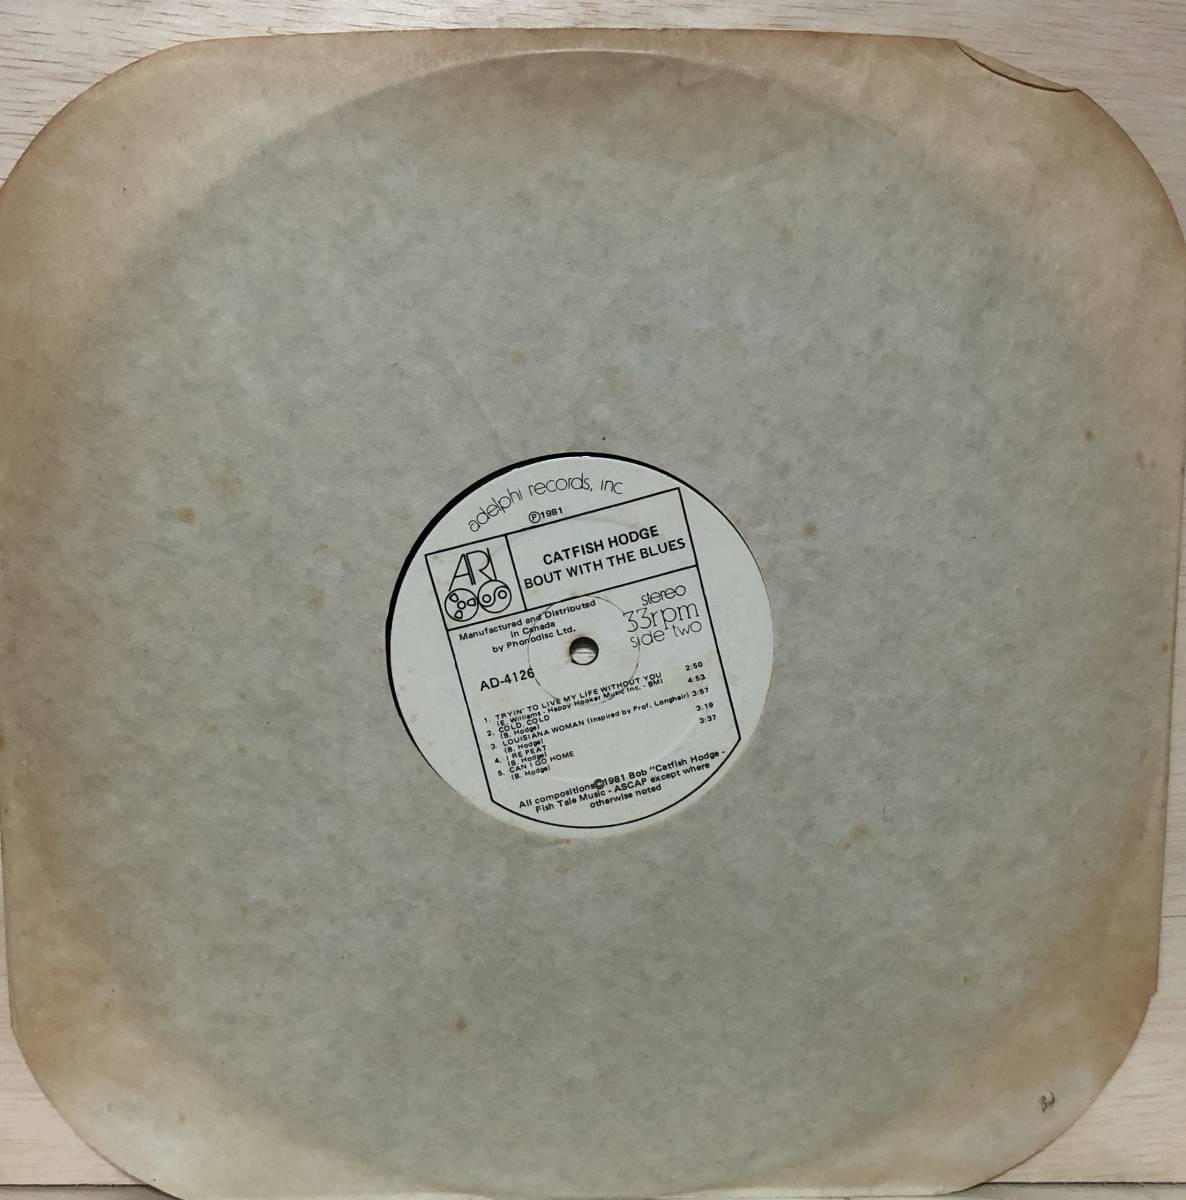 adelphi records, inc
Ⓟ1981
ARI
CATFISH HODGE
BOUT WITH THE BLUES
Manufactured and Distributed
in Canada
by Phonodisc Ltd.
stereo
33rpm
side two
AD-4126
1. TRYIN' TO LIVE MY LIFE WITHOUT YOU 2:50
(E. Williams - Happy Hooker Music Inc. - BMI
2. COLD, COLD 4:53
(B. Hodge)
3. LOUISIANA WOMAN (Inspired by Prof. Longhair) 3:57
(B. Hodge)
4. I REPEAT 3.19
(B. Hodge)
5. CAN I GO HOME 3:37
(B. Hodge)
All compositions©1981 Bob "Catfish Hodge -
Fish Tale Music - ASCAP except where
otherwise noted